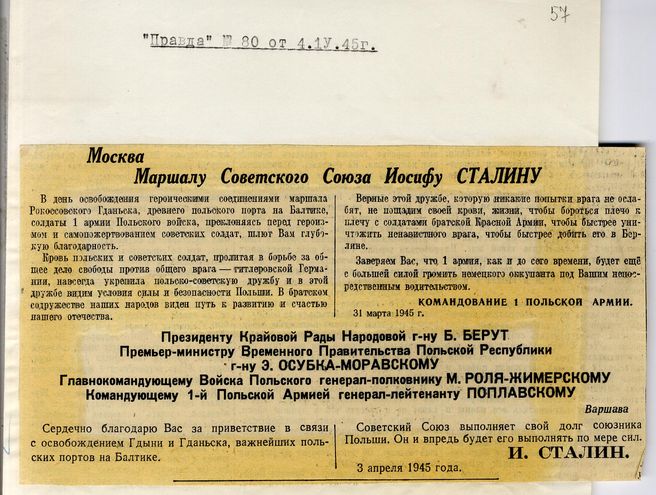 57
"Правда" № 80 от 4.1У.45г.
Москва
Маршалу Советского Союза Иосифу СТАЛИНУ
В день освобождения героическими соединениями маршала
Рокоссовского Гданьска, древнего польского порта на Балтике,
солдаты 1 армии Польского войска, преклоняясь перед героиз-
мом и самопожертвованием советских солдат, шлют Вам глубо-
кую благодарность.
Кровь польских и советских солдат, пролитая в борьбе за об-
щее дело свободы против общего врага — гитлеровской Герма-
нии, навсегда укрепила польско-советскую дружбу и в этой
дружбе видим условия силы и безопасности Польши. В братском
содружестве наших народов виден путь к развитию и счастью
нашего отечества.
Верные этой дружбе, которую никакие попытки врага не осла-
бят, не пощадим своей крови, жизни, чтобы бороться плечо к
плечу с солдатами братской Красной Армии, чтобы быстрее уни-
чтожить ненавистного врага, чтобы быстрее добить его в Бер-
лине.
Заверяем Вас, что 1 армия, как и до сего времени, будет ещё
с большей силой громить немецкого оккупанта под Вашим непос-
редственным водительством.
КОМАНДОВАНИЕ 1 ПОЛЬСКОЙ АРМИИ.
31 марта 1945 г.
Президенту Крайовой Рады Народовой г-ну Б. БЕРУТ
Премьер-министру Временного Правительства Польской Республики
г-ну Э. ОСУБКА-МОРАВСКОМУ
Главнокомандующему Войска Польского генерал-полковнику М. РОЛЯ-ЖИМЕРСКОМУ
Командующему 1-й Польской Армией генерал-лейтенанту ПОПЛАВСКОМУ
Варшава
Сердечно благодарю Вас за приветствие в связи
с освобождением Гдыни и Гданьска, важнейших поль-
ских портов на Балтике.
Советский Союз выполняет свой долг союзника
Польши. Он и впредь будет его выполнять по мере сил.
И. СТАЛИН.
3 апреля 1945 года.